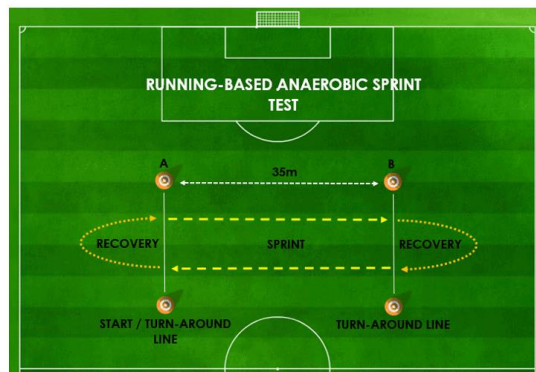 RUNNING-BASED ANAEROBIC SPRINT
TEST
A
B
35m
RECOVERY
SPRINT
RECOVERY
START / TURN-AROUND
LINE
TURN-AROUND LINE